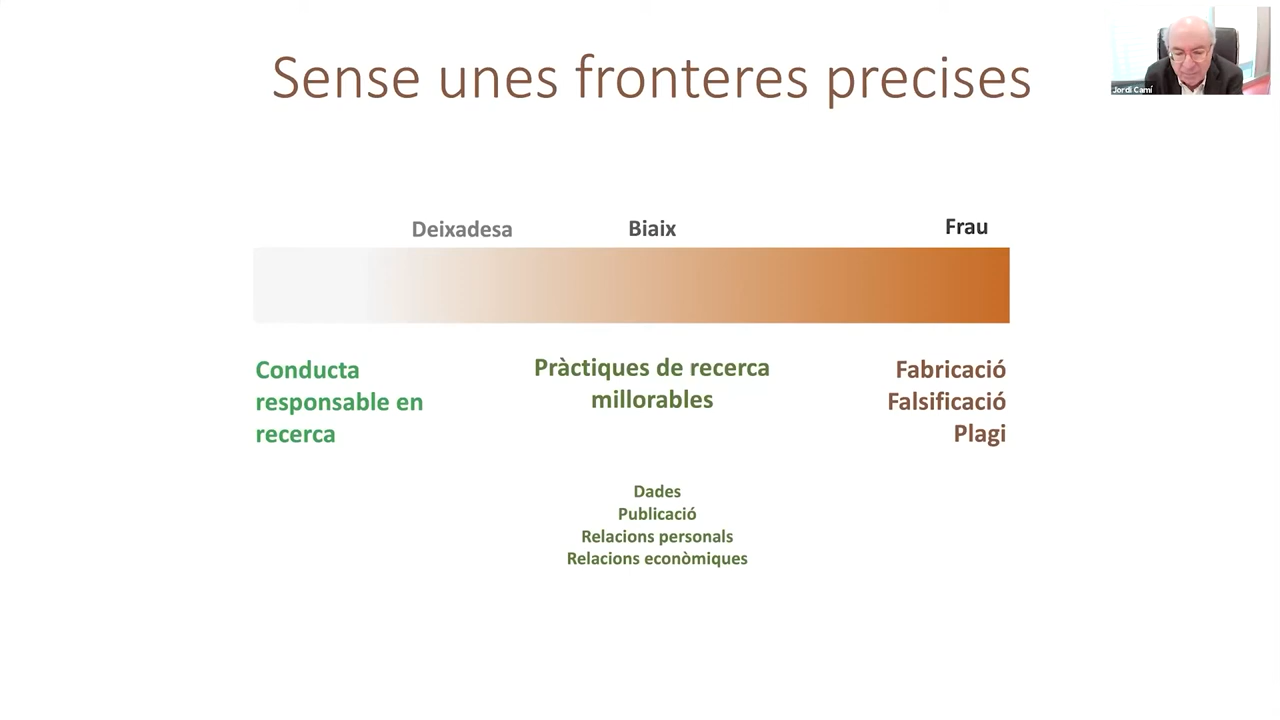 Sense unes fronteres precises
Jordi Camí
Deixadesa
Biaix
Frau
Conducta
responsable en
recerca
Pràctiques de recerca
millorables
Fabricació
Falsificació
Plagi
Dades
Publicació
Relacions personals
Relacions econòmiques